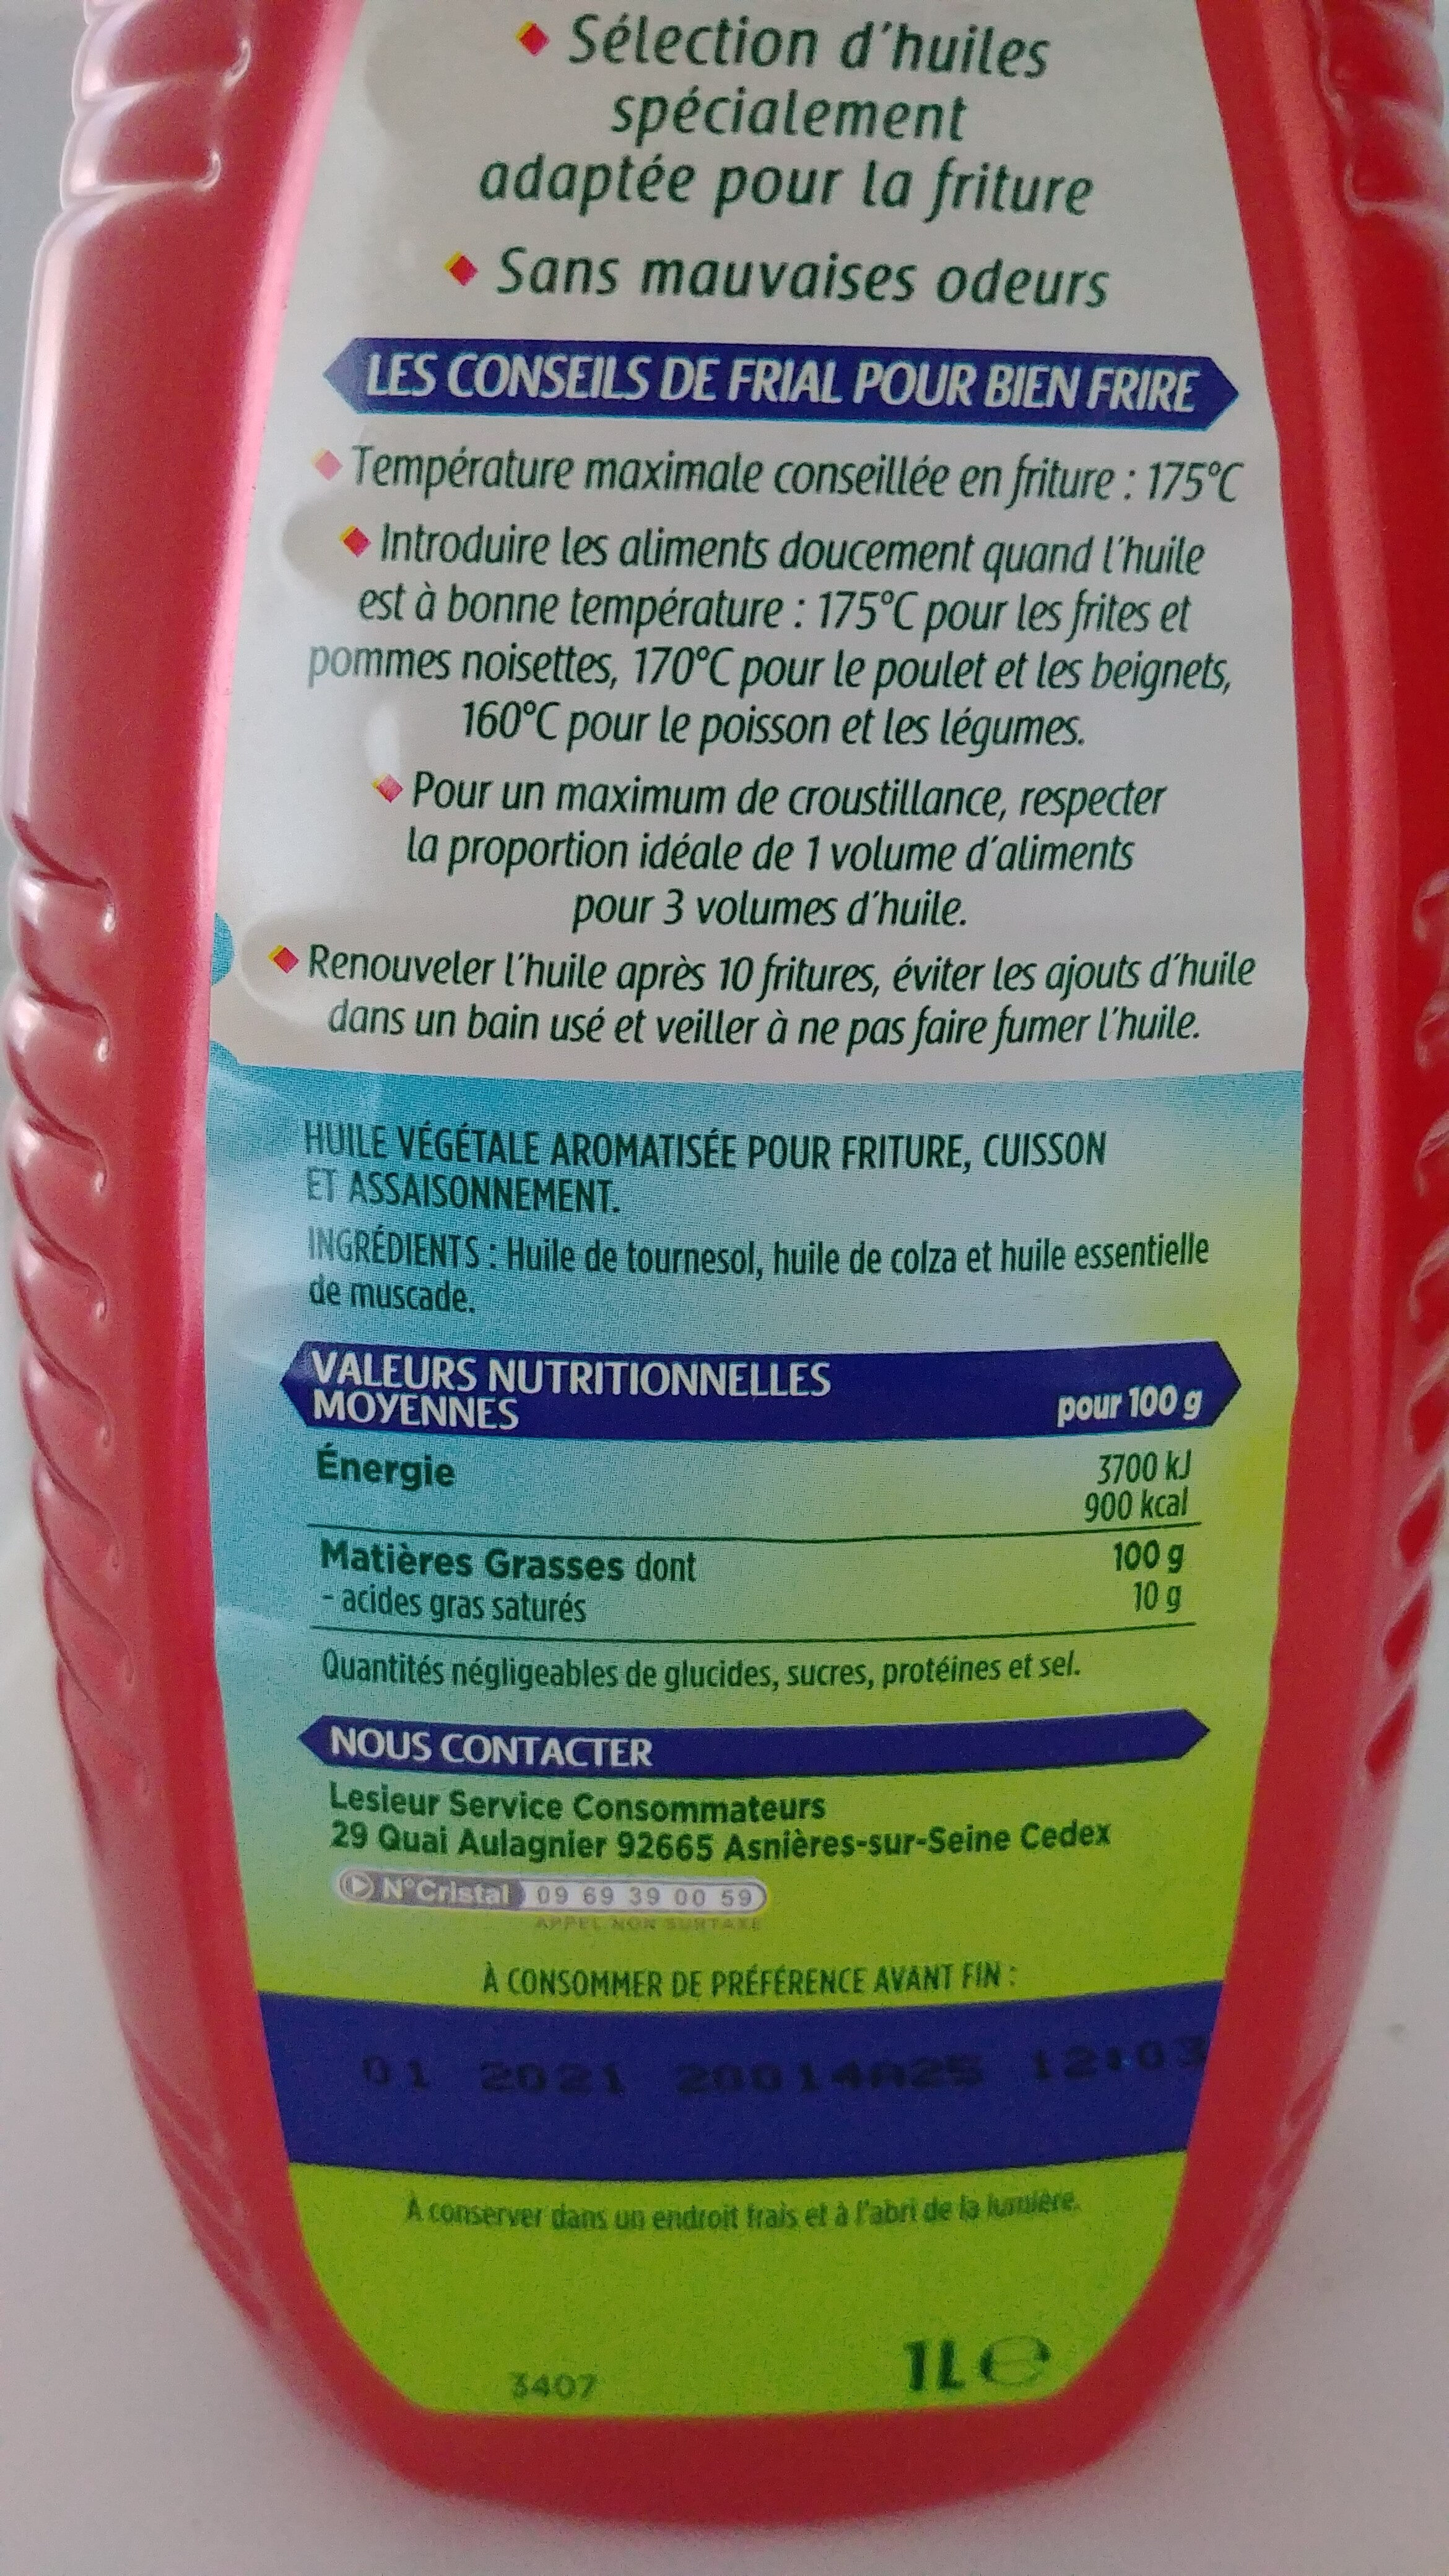 Sélection d'huiles
spécialement
adaptée pour la friture
Sans mauvaises odeurs
LES CONSEILS DE FRIAL POUR BIEN FRIRE
Température maximale conseillée en friture : 175°C
Introduire les aliments doucement quand l'huile
est à bonne température : 175°C pour les frites et
pommes noisettes, 170°C pour le poulet et les beignets,
160°C pour le poisson et les légumes.
Pour un maximum de croustillance, respecter
la proportion idéale de 1 volume d'aliments
pour 3 volumes d'huile.
Renouveler l'huile après 10 fritures, éviter les ajouts d'huile
dans un bain usé et veiller à ne pas faire fumer l'huile.
HUILE VÉGÉTALE AROMATISÉE POUR FRITURE, CUISSON
ET ASSAISONNEMENT.
INGRÉDIENTS : Huile de tournesol, huile de colza et huile essentielle
de muscade.
VALEURS NUTRITIONNELLES
MOYENNES pour 100 g
Énergie 3700 kJ
900 kcal
Matières Grasses dont 100 g
- acides gras saturés 10 g
Quantités négligeables de glucides, sucres, protéines et sel.
NOUS CONTACTER
Lesieur Service Consommateurs
29 Quai Aulagnier 92665 Asnières-sur-Seine Cedex
N°Cristal 09 69 39 00 59
APPEL NON SURTAXE
À CONSOMMER DE PRÉFÉRENCE AVANT FIN :
01 2021 20014A25 12:03
À conserver dans un endroit frais et à l'abri de la lumière.
3407 1L ℮